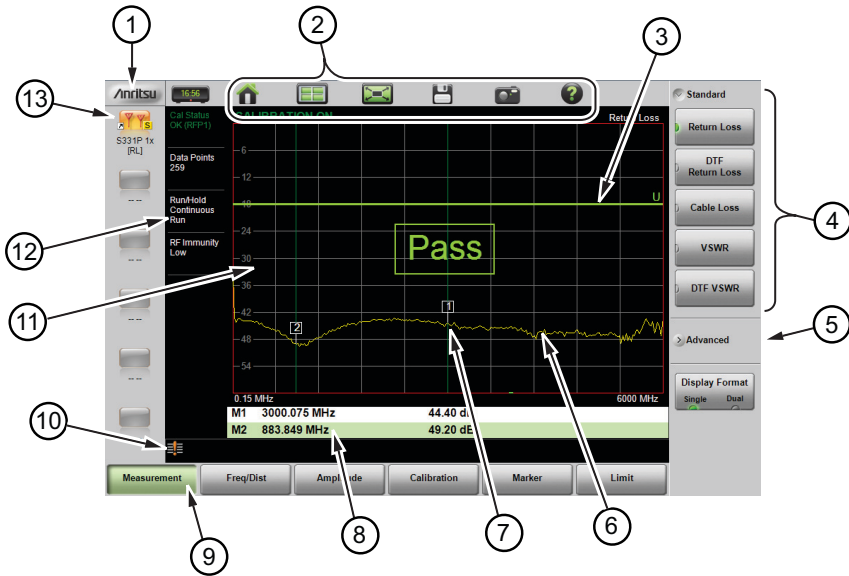 1
2
3
4
5
6
7
8
9
10
11
12
13
Anritsu
16:56
?
S331P 1x
[RL]
S
-- --
-- --
-- --
-- --
Cal Status
OK (RFP1)
Data Points
259
Run/Hold
Continuous
Run
RF Immunity
Low
CALIBRATION ON
Return Loss
-6
-12
-18
-24
-30
-36
-42
-48
-54
U
Pass
1
2
0.15 MHz
6000 MHz
M1 3000.075 MHz 44.40 dB
M2 883.849 MHz 49.20 dB
Standard
Return Loss
DTF
Return Loss
Cable Loss
VSWR
DTF VSWR
Advanced
Display Format
Single Dual
Measurement
Freq/Dist
Amplitude
Calibration
Marker
Limit